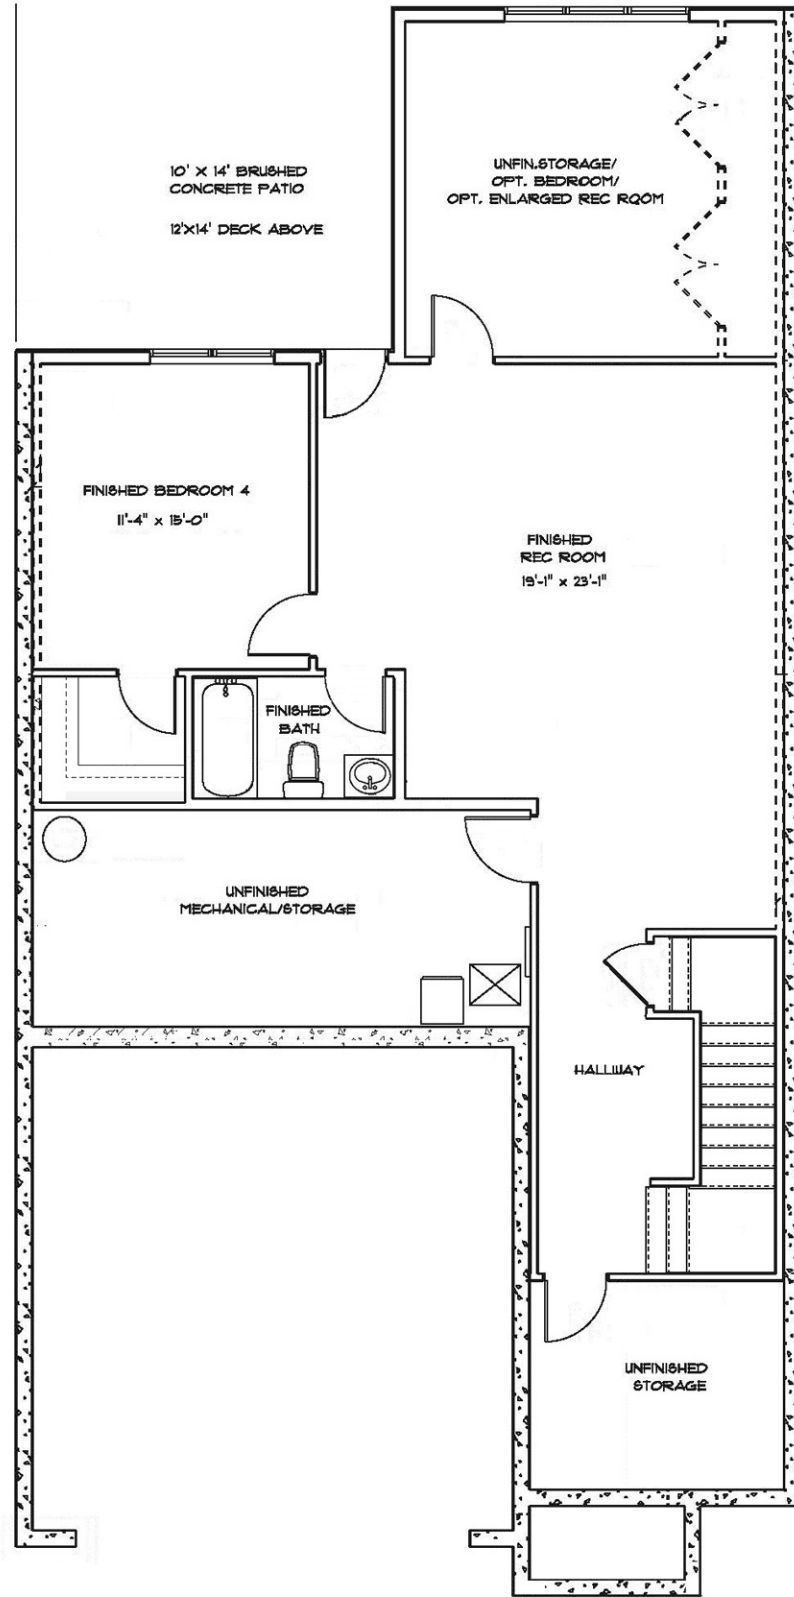 10' X 14' BRUSHED
CONCRETE PATIO
12'X14' DECK ABOVE
UNFIN.STORAGE/
OPT. BEDROOM/
OPT. ENLARGED REC ROOM
FINISHED BEDROOM 4
11'-4" x 15'-0"
FINISHED
REC ROOM
19'-1" x 23'-1"
FINISHED
BATH
UNFINISHED
MECHANICAL/STORAGE
HALLWAY
UNFINISHED
STORAGE